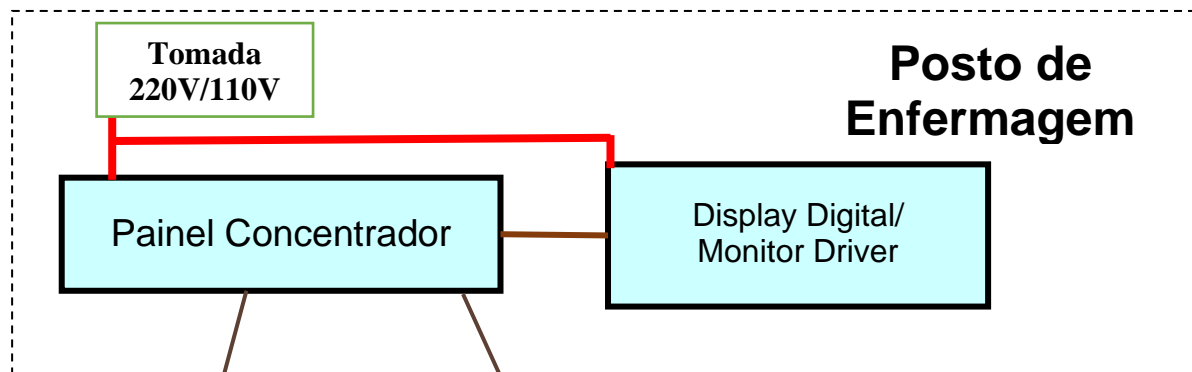 Tomada
220V/110V
Posto de
Enfermagem
Painel Concentrador
Display Digital/
Monitor Driver